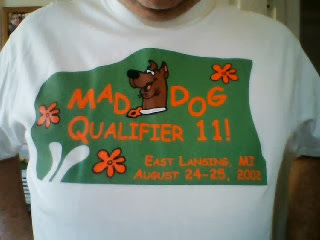 MAD DOG
QUALIFIER 11!
EAST LANSING, MI
AUGUST 24-25, 2002